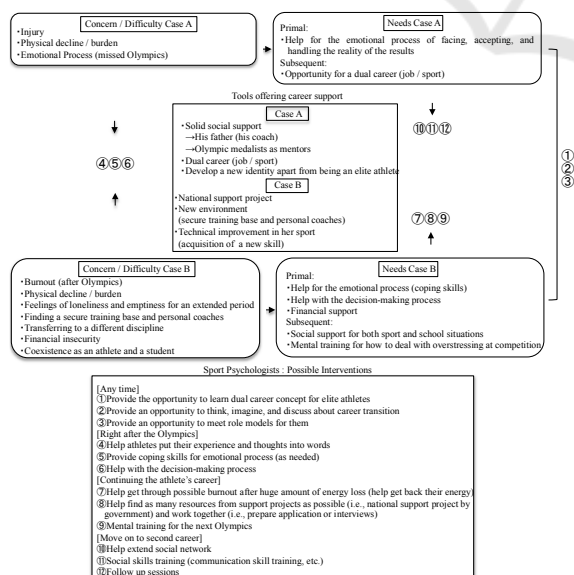 Concern / Difficulty Case A
・Injury
・Physical decline / burden
・Emotional Process (missed Olympics)
Needs Case A
Primal:
・Help for the emotional process of facing, accepting, and
handling the reality of the results
Subsequent:
・Opportunity for a dual career (job / sport)
Tools offering career support
Case A
・Solid social support
→His father (his coach)
→Olympic medalists as mentors
・Dual career (job / sport)
・Develop a new identity apart from being an elite athlete
Case B
・National support project
・New environment
(secure training base and personal coaches)
・Technical improvement in her sport
(acquisition of a new skill)
④⑤⑥
⑩⑪⑫
⑦⑧⑨
①
②
③
Concern / Difficulty Case B
・Burnout (after Olympics)
・Physical decline / burden
・Feelings of loneliness and emptiness for an extended period
・Finding a secure training base and personal coaches
・Transferring to a different discipline
・Financial insecurity
・Coexistence as an athlete and a student
Needs Case B
Primal:
・Help for the emotional process (coping skills)
・Help with the decision-making process
・Financial support
Subsequent:
・Social support for both sport and school situations
・Mental training for how to deal with overstressing at competition
Sport Psychologists : Possible Interventions
[Any time]
①Provide the opportunity to learn dual career concept for elite athletes
②Provide an opportunity to think, imagine, and discuss about career transition
③Provide an opportunity to meet role models for them
[Right after the Olympics]
④Help athletes put their experience and thoughts into words
⑤Provide coping skills for emotional process (as needed)
⑥Help with the decision-making process
[Continuing the athlete's career]
⑦Help get through possible burnout after huge amount of energy loss (help get back their energy)
⑧Help find as many resources from support projects as possible (i.e., national support project by
government) and work together (i.e., prepare application or interviews)
⑨Mental training for the next Olympics
[Move on to second career]
⑩Help extend social network
⑪Social skills training (communication skill training, etc.)
⑫Follow up sessions